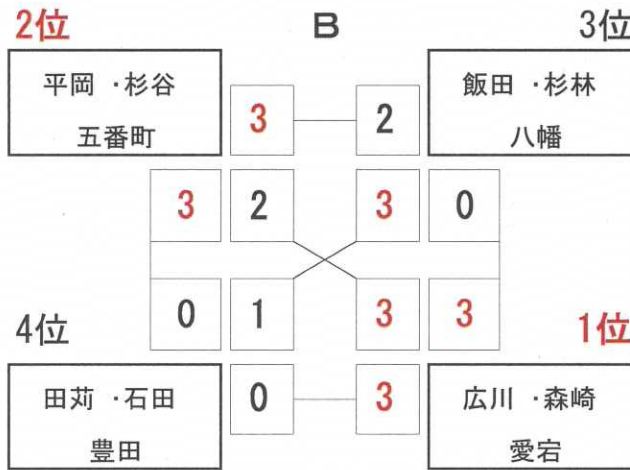 2位 B 3位
平岡 ・杉谷
五番町
3 2
飯田 ・杉林
八幡
3 2 3 0
0 1 3 3
4位 1位
田苅 ・石田
豊田
0 3
広川 ・森崎
愛宕